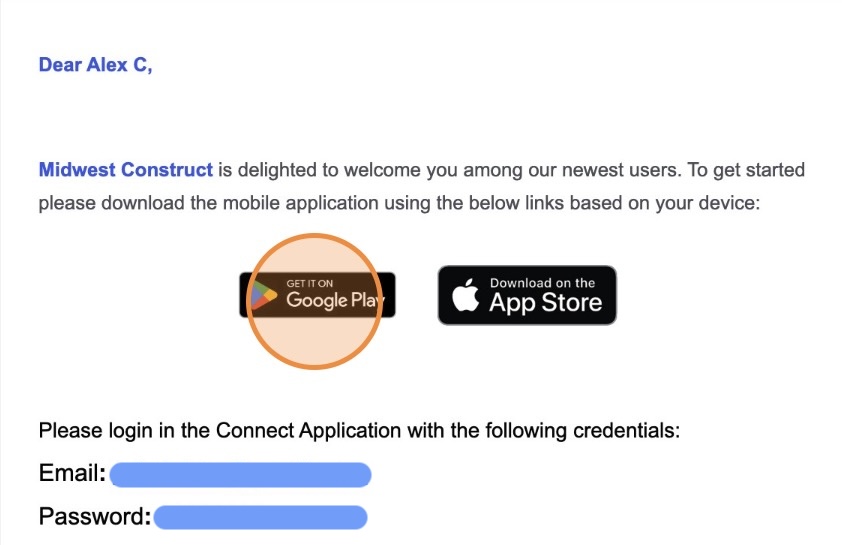 Dear Alex C,
Midwest Construct is delighted to welcome you among our newest users. To get started
please download the mobile application using the below links based on your device:
GET IT ON
Google Play
Download on the
App Store
Please login in the Connect Application with the following credentials:
Email:
Password: